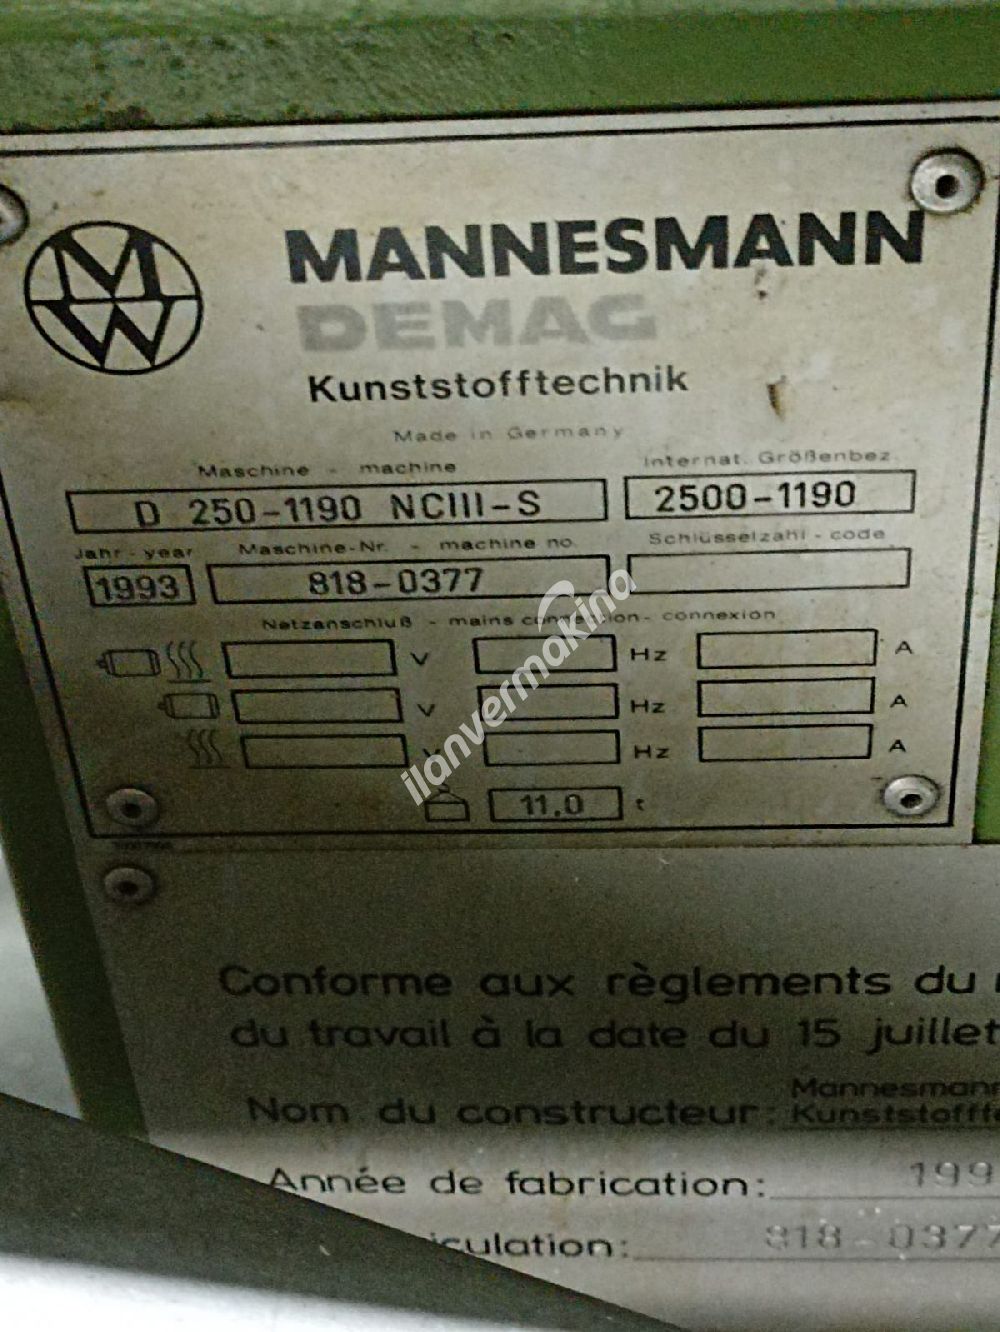 MW
MANNESMANN
DEMAG
Kunststofftechnik
Made in Germany
Maschine - machine
Internat. Größenbez.
D 250-1190 NCIII-S
2500-1190
Jahr - year
Maschine-Nr. - machine no.
Schlüsselzahl - code
1993
818-0377
Netzanschluß - mains connection - connexion
V Hz A
V Hz A
V Hz A
11,0 t
ilanvermakina
Conforme aux règlements du
du travail à la date du 15 juillet
Mannesmann
Nom du constructeur: Kunststofft
Année de fabrication: 199
culation: 818-0377